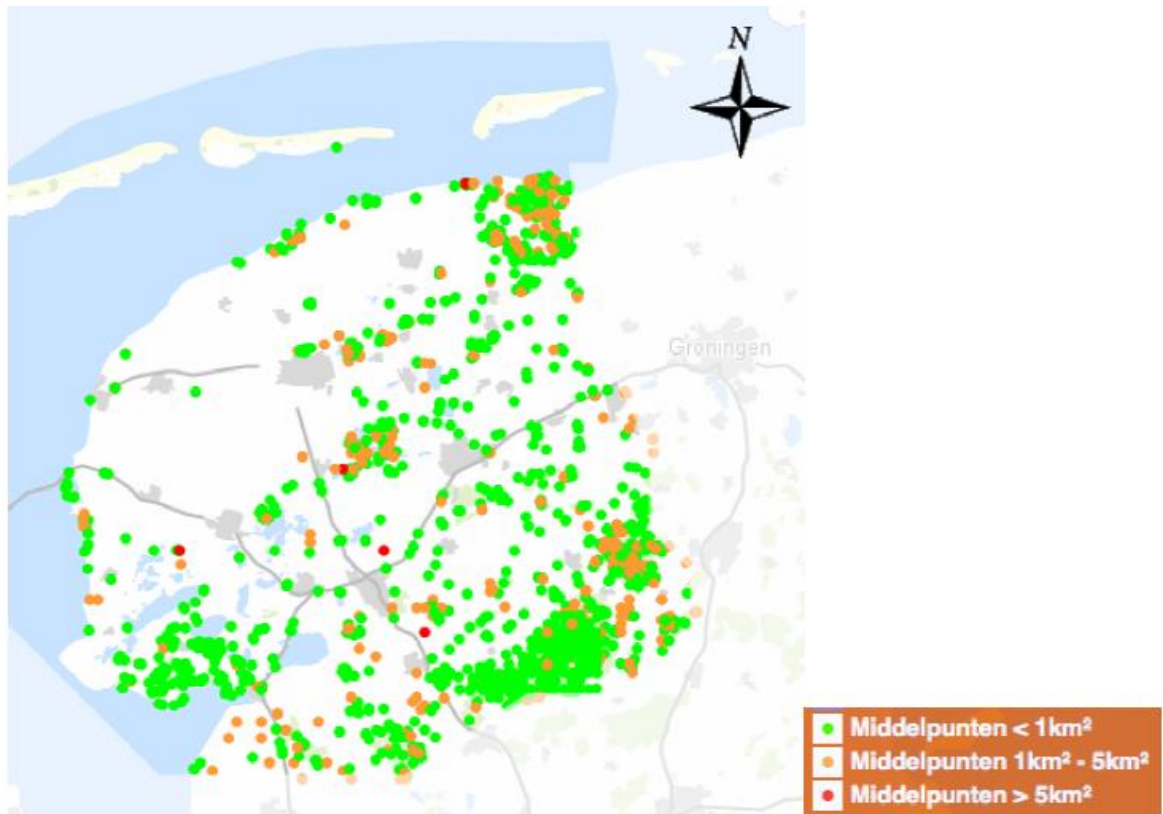 N
Groningen
Middelpunten < 1km²
Middelpunten 1km² - 5km²
Middelpunten > 5km²